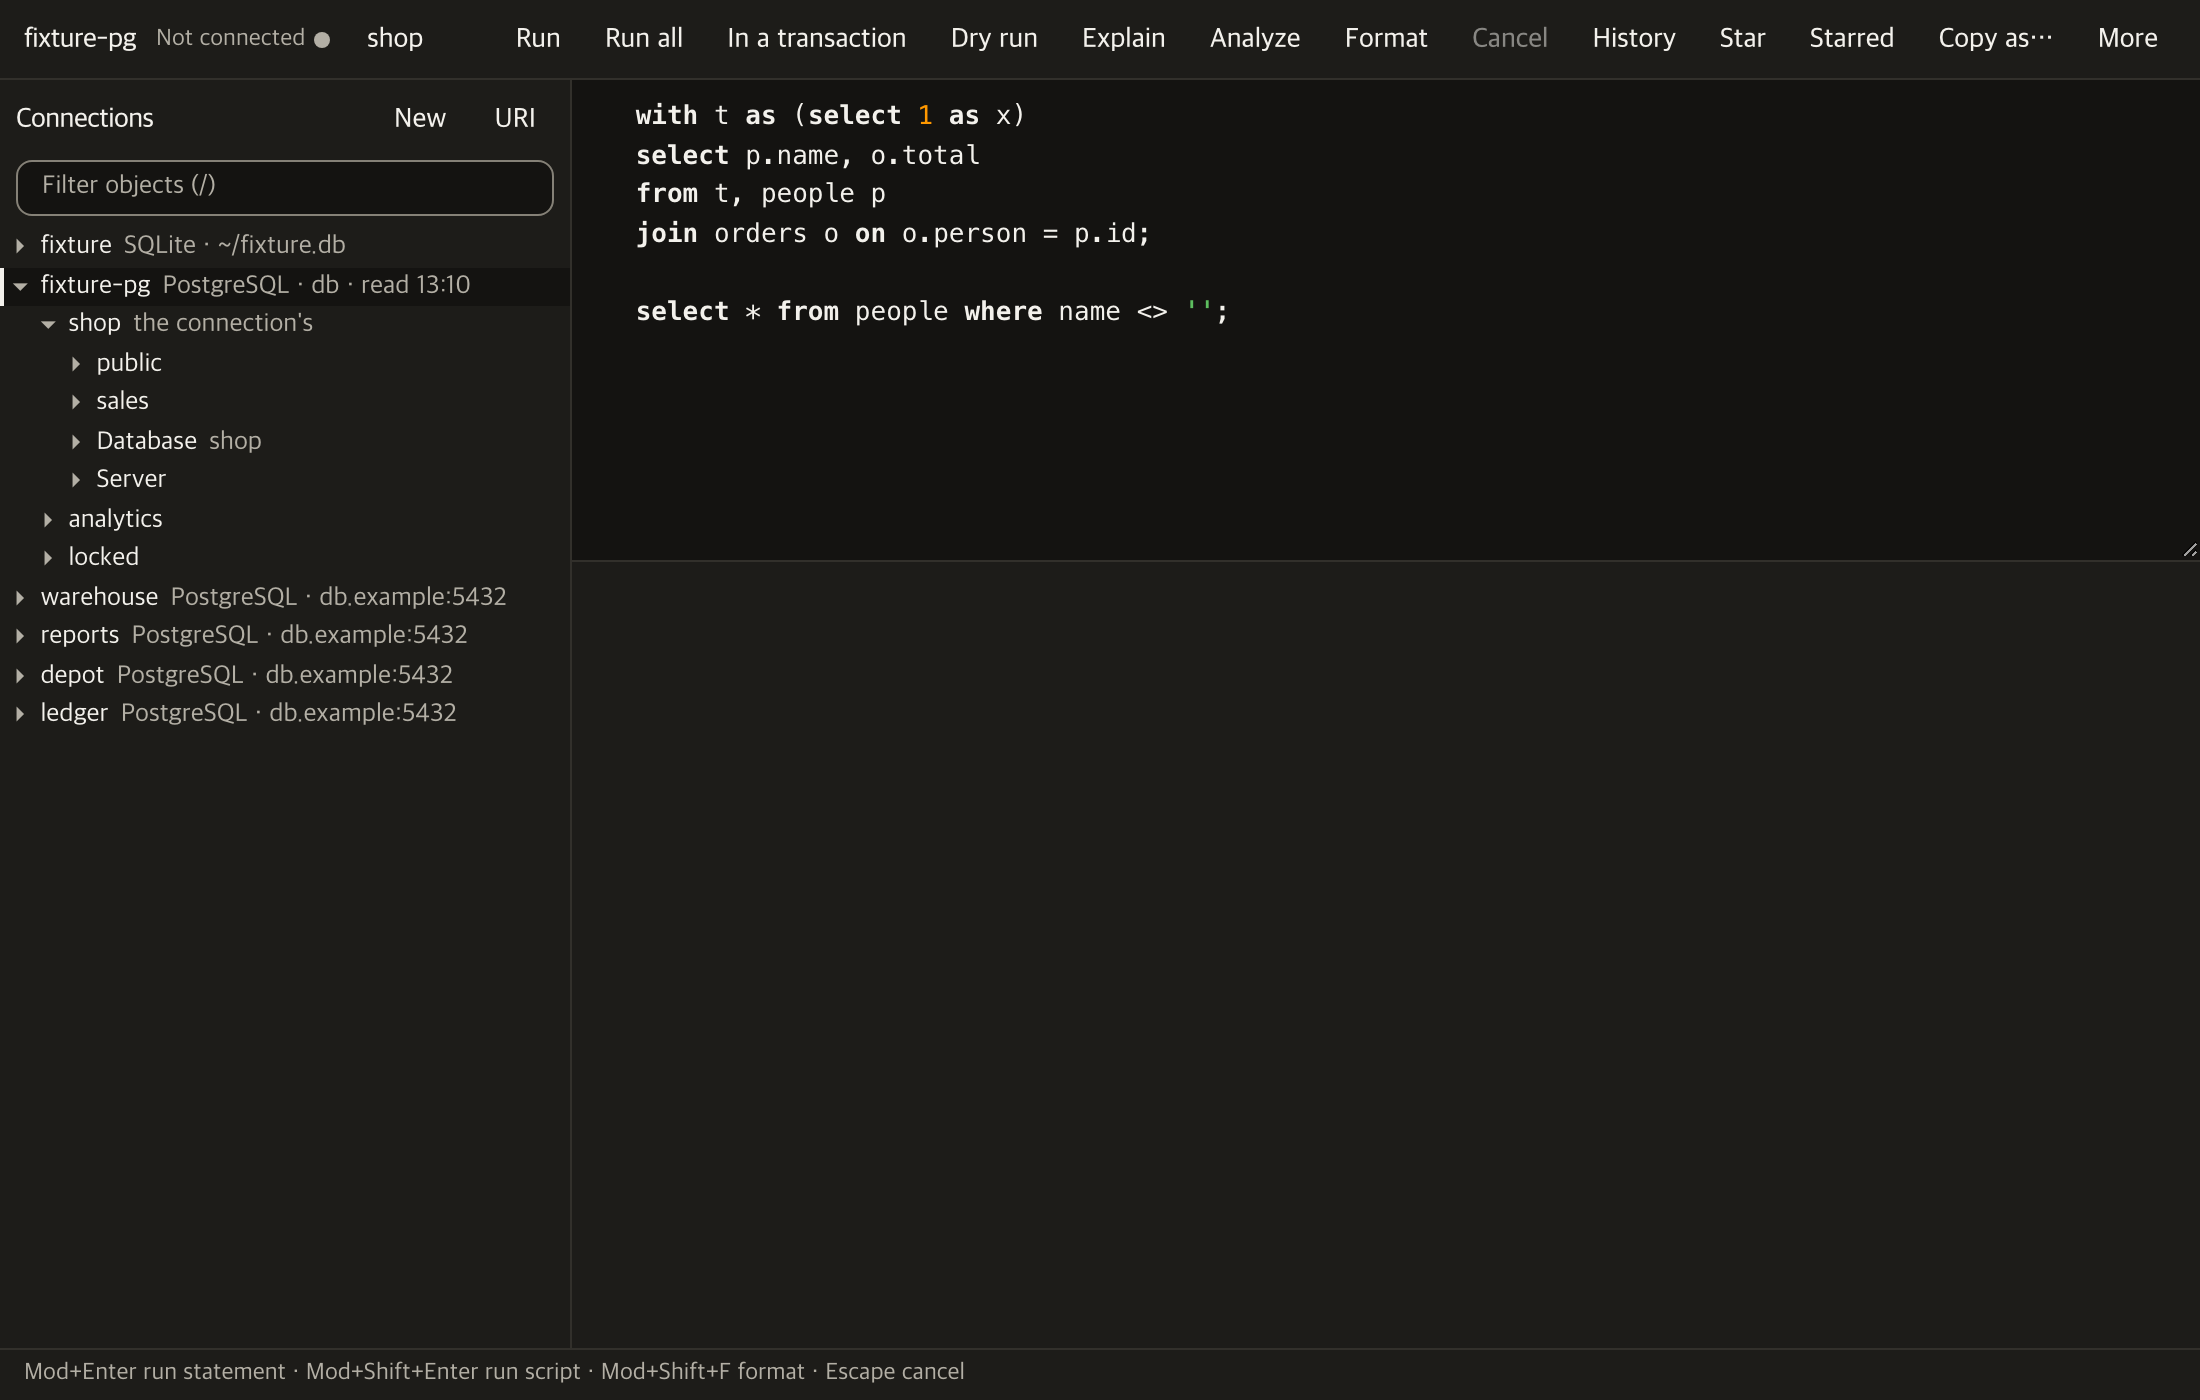 fixture-pg Not connected shop Run Run all In a transaction Dry run Explain Analyze Format Cancel History Star Starred Copy as… More
Connections New URI
Filter objects (/)
fixture SQLite · ~/fixture.db
fixture-pg PostgreSQL · db · read 13:10
shop the connection's
public
sales
Database shop
Server
analytics
locked
warehouse PostgreSQL · db.example:5432
reports PostgreSQL · db.example:5432
depot PostgreSQL · db.example:5432
ledger PostgreSQL · db.example:5432
with t as (select 1 as x)
select p.name, o.total
from t, people p
join orders o on o.person = p.id;
select * from people where name <> '';
Mod+Enter run statement · Mod+Shift+Enter run script · Mod+Shift+F format · Escape cancel